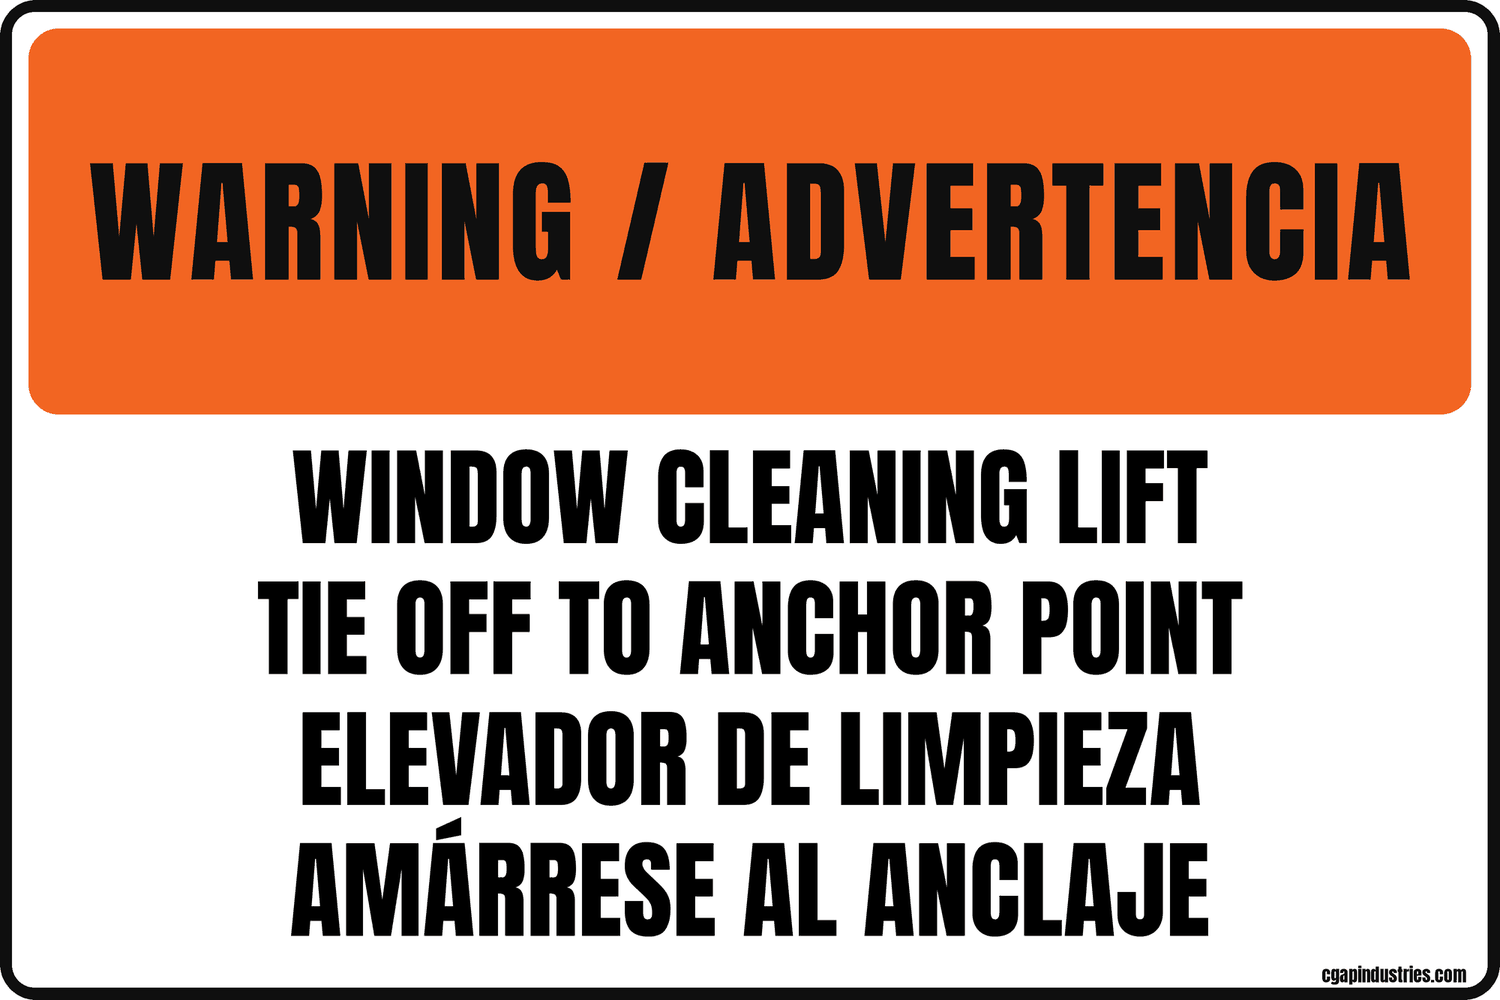 WARNING / ADVERTENCIA
WINDOW CLEANING LIFT
TIE OFF TO ANCHOR POINT
ELEVADOR DE LIMPIEZA
AMÁRRESE AL ANCLAJE
cgapindustries.com